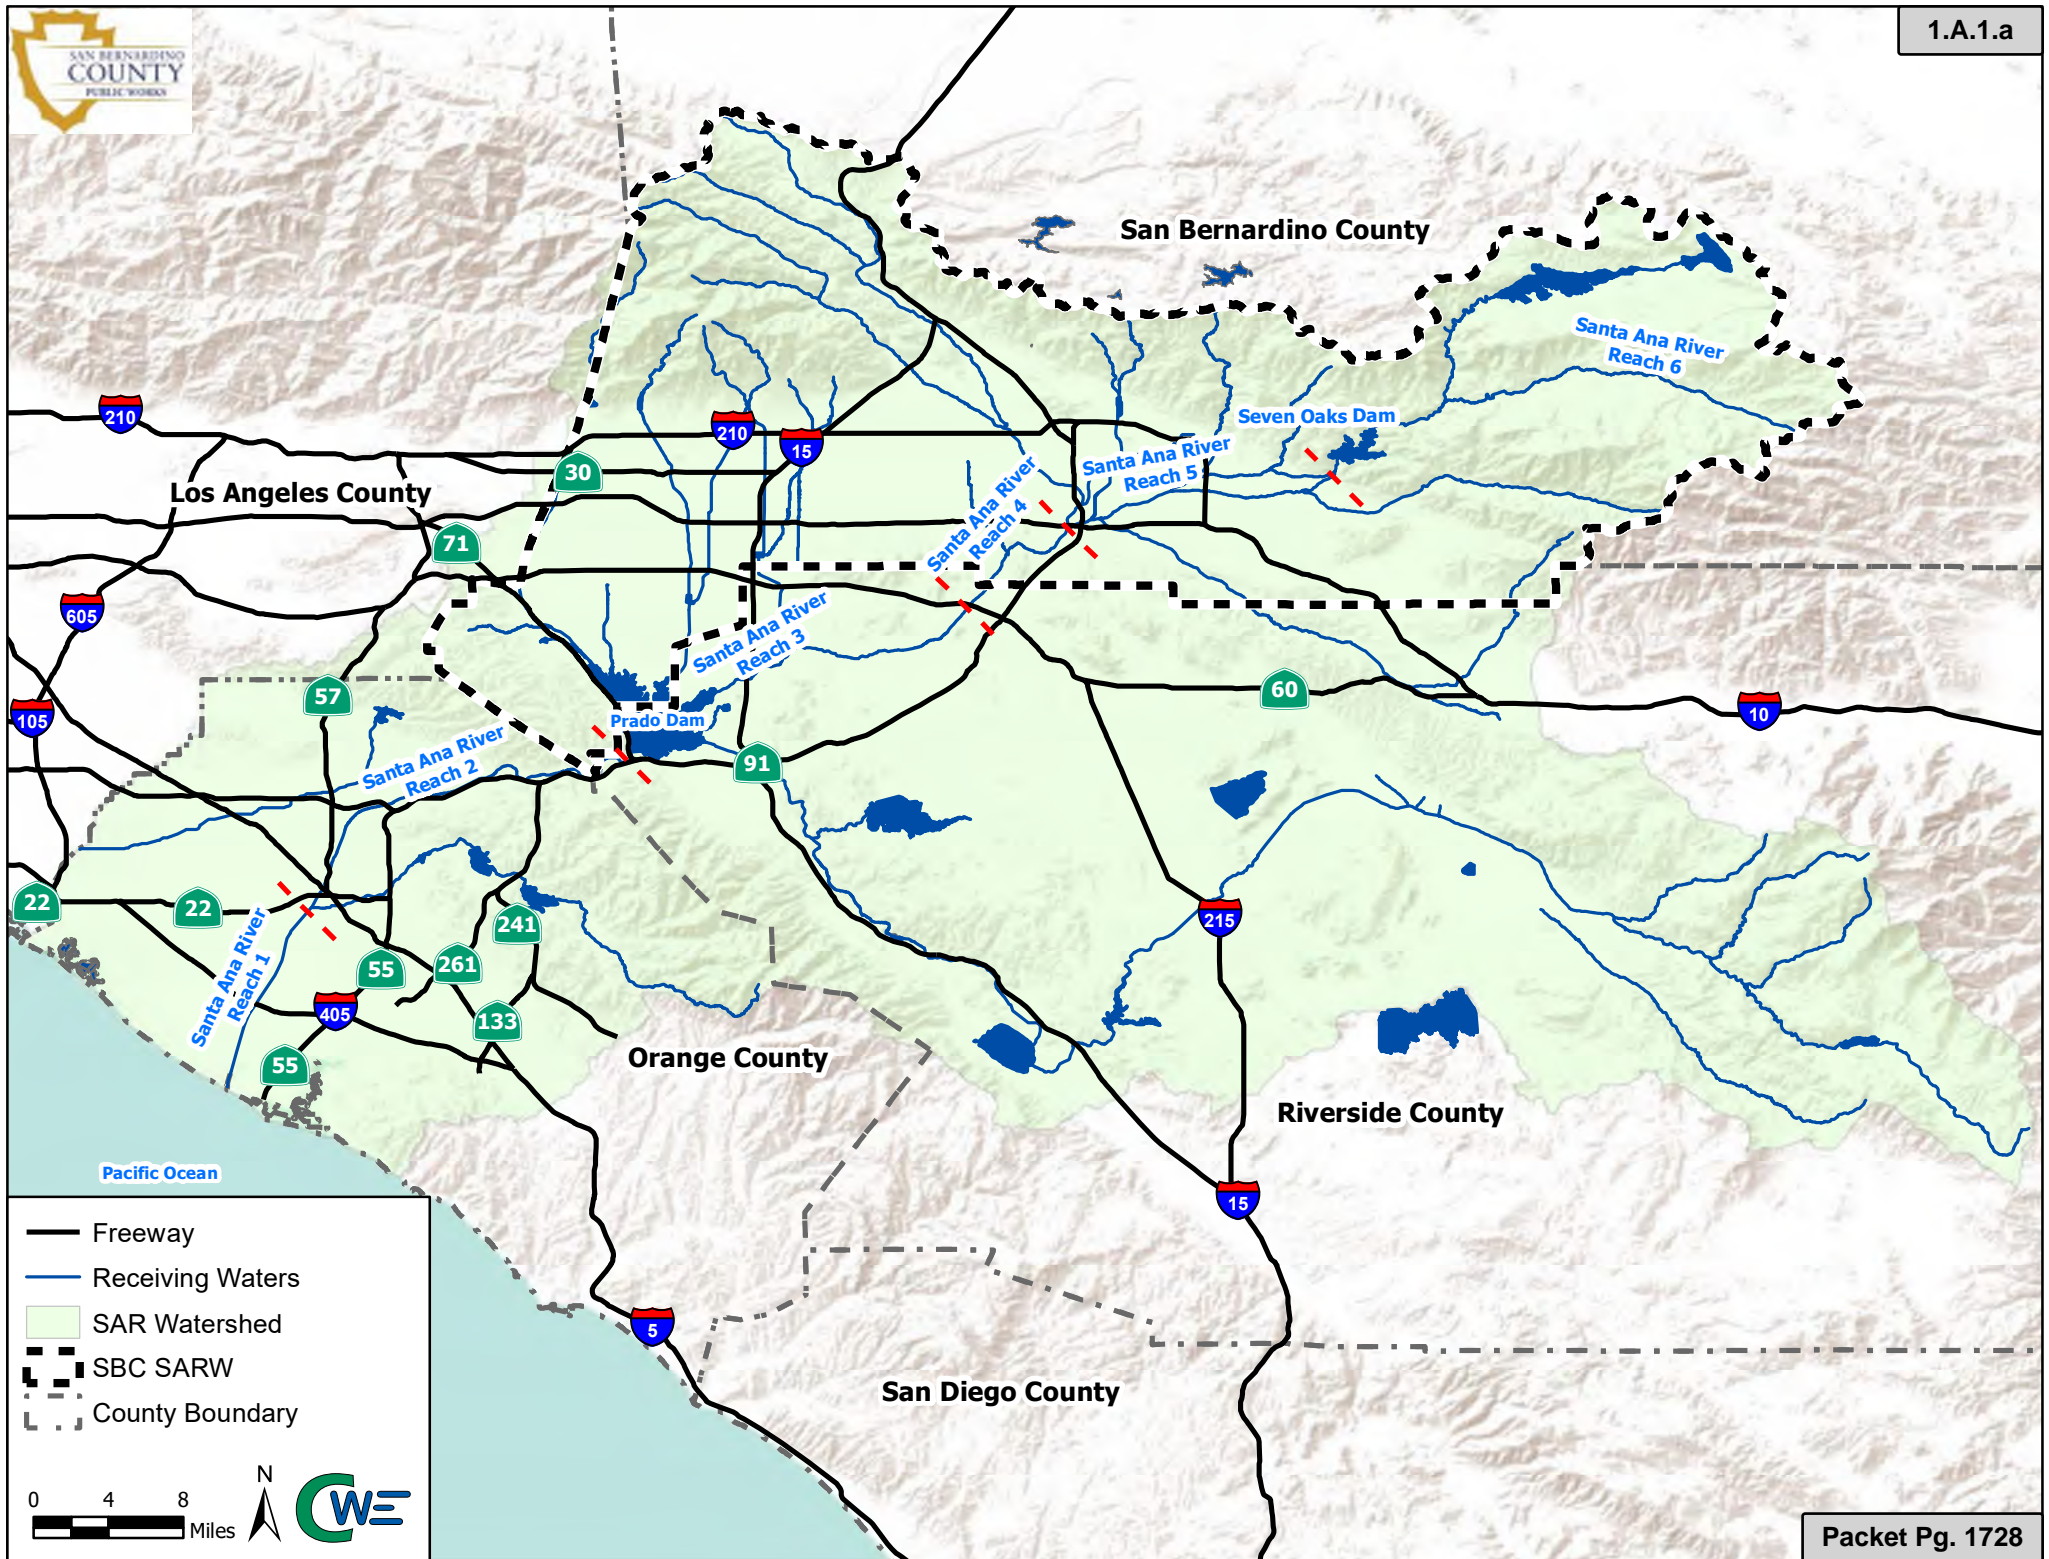 SAN BERNARDINO
COUNTY
PUBLIC WORKS
1.A.1.a
San Bernardino County
Santa Ana River
Reach 6
Seven Oaks Dam
210
210
15
30
Santa Ana River
Reach 5
Santa Ana River
Reach 4
Los Angeles County
71
605
Santa Ana River
Reach 3
57
60
105
10
Prado Dam
Santa Ana River
Reach 2
91
22
22
241
215
Santa Ana River
Reach 1
55
261
405
133
55
Orange County
Riverside County
Pacific Ocean
15
5
San Diego County
Freeway
Receiving Waters
SAR Watershed
SBC SARW
County Boundary
N
0 4 8
Miles
CWE
Packet Pg. 1728